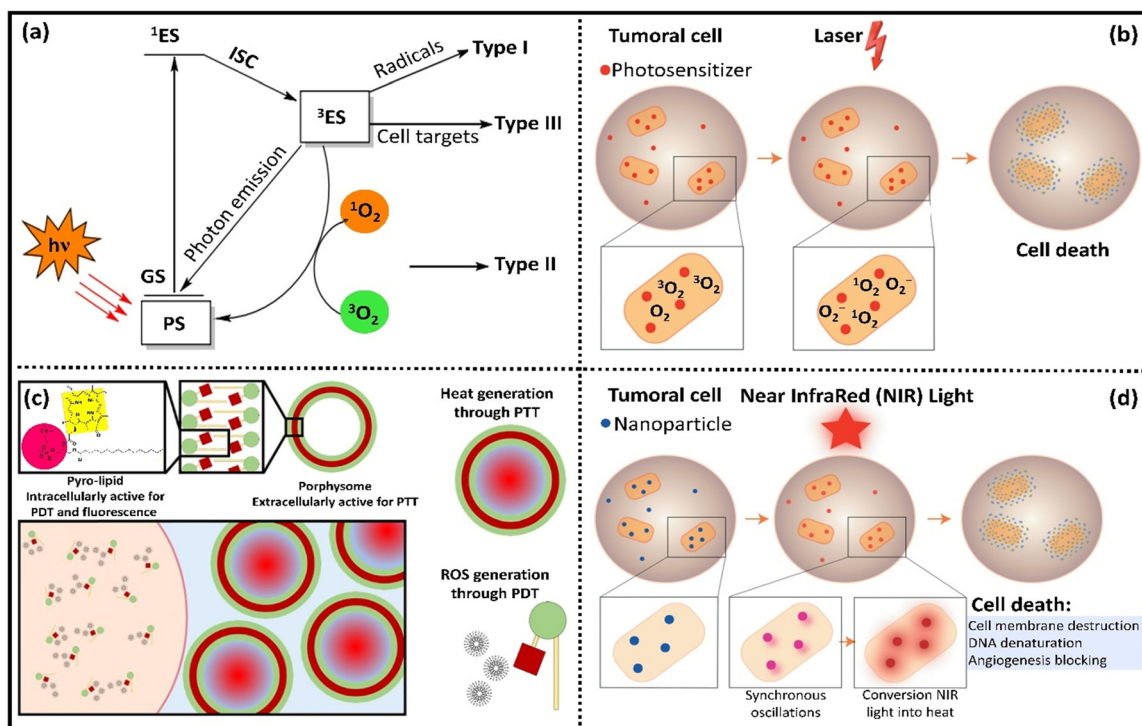 (a)
¹ES
ISC
Radicals
Type I
³ES
Type III
Cell targets
Photon emission
hν
¹O₂
GS
Type II
PS
³O₂
(b)
Tumoral cell
Laser
Photosensitizer
³O₂
³O₂
O₂
¹O₂
O₂⁻
O₂⁻
¹O₂
Cell death
(c)
Pyro-lipid
Intracellularly active for
PDT and fluorescence
Porphysome
Extracellularly active for PTT
Heat generation
through PTT
ROS generation
through PDT
(d)
Tumoral cell
Near InfraRed (NIR) Light
Nanoparticle
Synchronous
oscillations
Conversion NIR
light into heat
Cell death:
Cell membrane destruction
DNA denaturation
Angiogenesis blocking